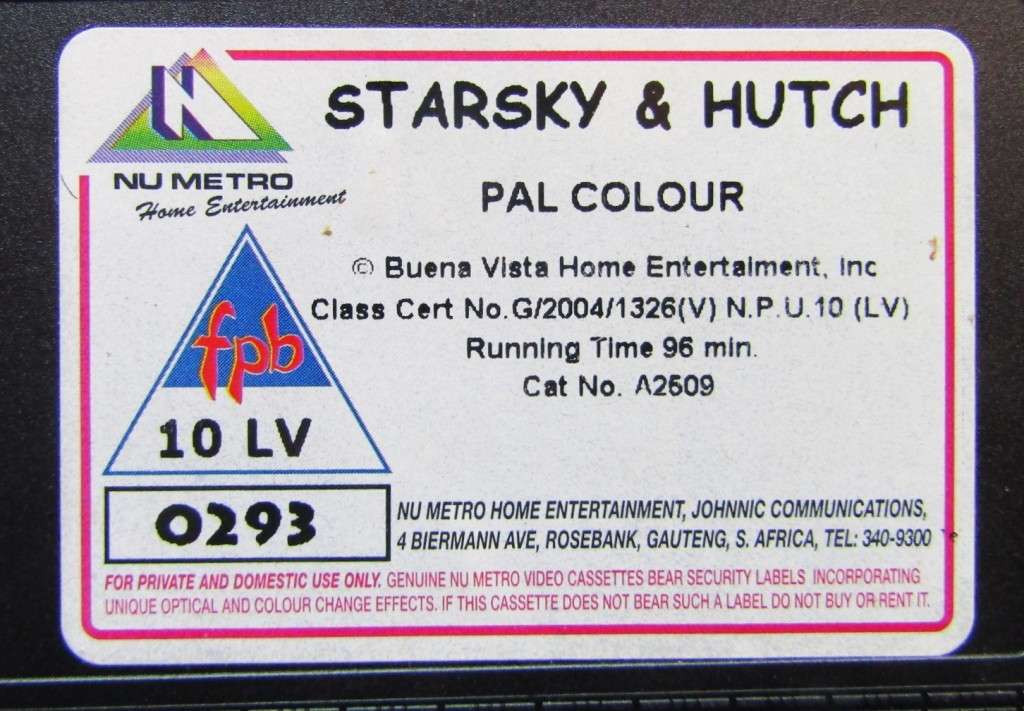 N
STARSKY & HUTCH
NU METRO
Home Entertainment
PAL COLOUR
© Buena Vista Home Entertaiment, Inc
Class Cert No.G/2004/1326(V) N.P.U.10 (LV)
Running Time 96 min.
Cat No. A2509
fpb
10 LV
0293
NU METRO HOME ENTERTAINMENT, JOHNNIC COMMUNICATIONS,
4 BIERMANN AVE, ROSEBANK, GAUTENG, S. AFRICA, TEL: 340-9300
FOR PRIVATE AND DOMESTIC USE ONLY. GENUINE NU METRO VIDEO CASSETTES BEAR SECURITY LABELS INCORPORATING
UNIQUE OPTICAL AND COLOUR CHANGE EFFECTS. IF THIS CASSETTE DOES NOT BEAR SUCH A LABEL DO NOT BUY OR RENT IT.